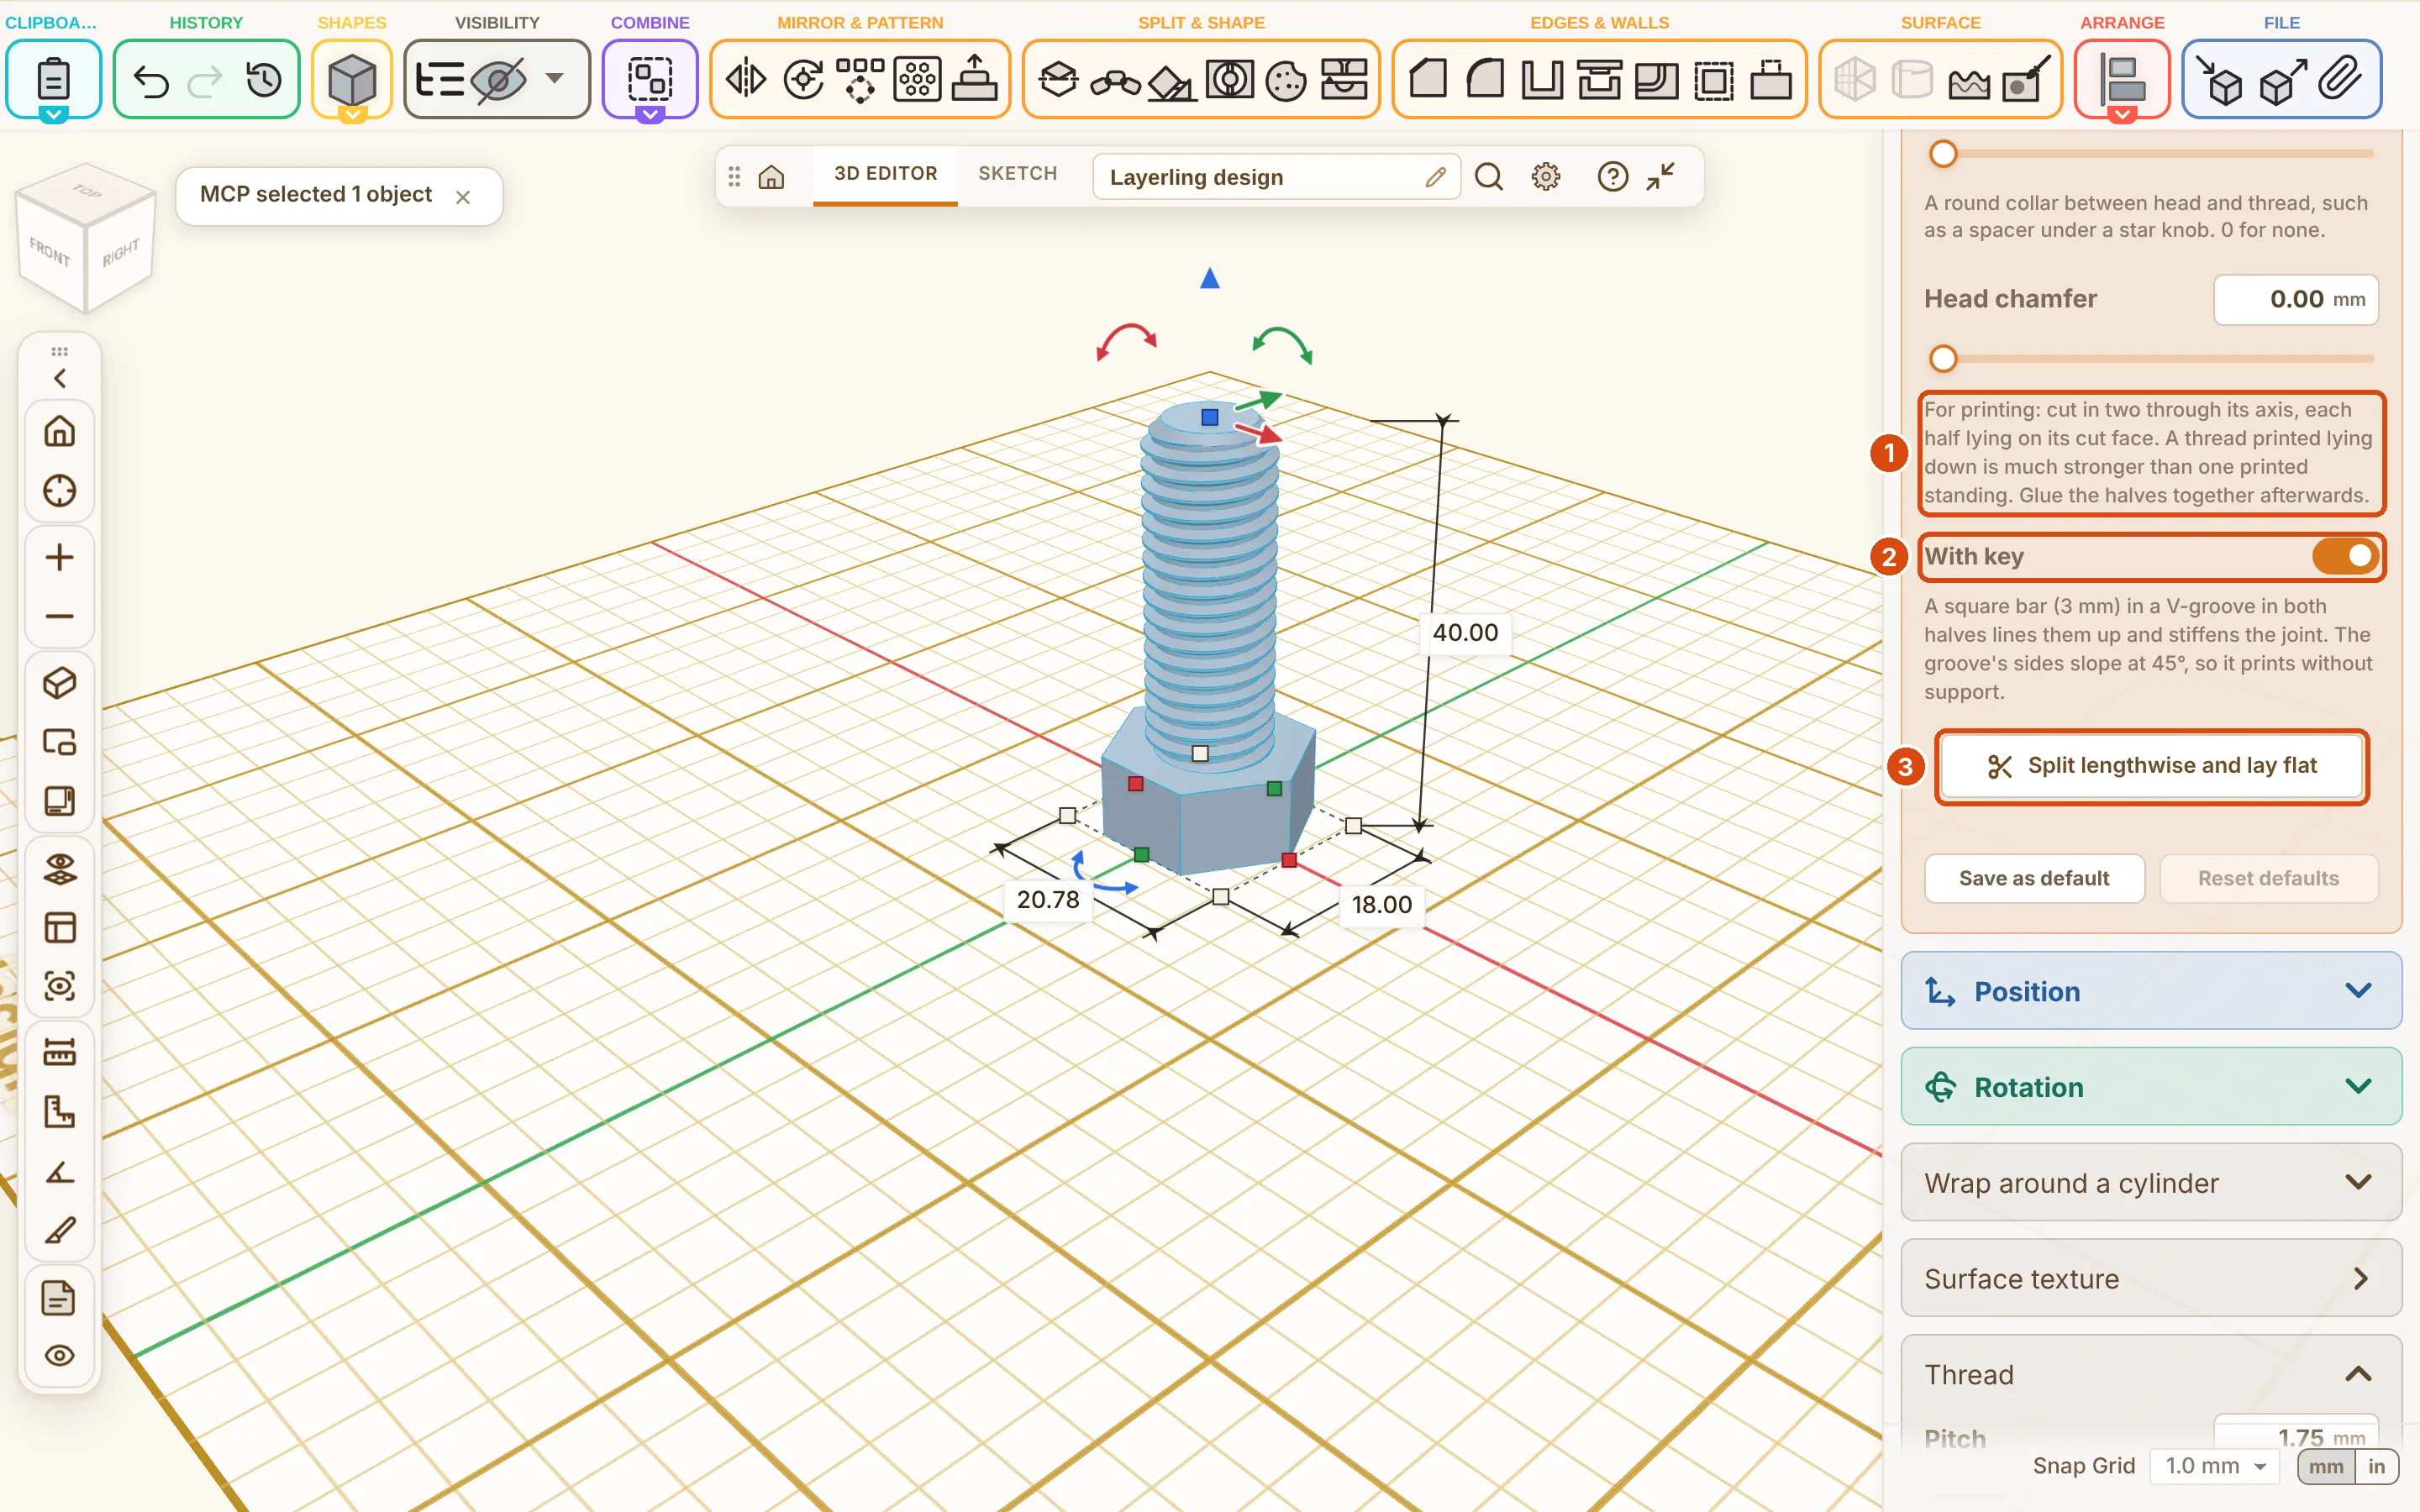 CLIPBOA...
HISTORY
SHAPES
VISIBILITY
COMBINE
MIRROR & PATTERN
SPLIT & SHAPE
EDGES & WALLS
SURFACE
ARRANGE
FILE
TOP
FRONT
RIGHT
MCP selected 1 object
3D EDITOR
SKETCH
Layerling design
A round collar between head and thread, such
as a spacer under a star knob. 0 for none.
Head chamfer
0.00 mm
1
For printing: cut in two through its axis, each
half lying on its cut face. A thread printed lying
down is much stronger than one printed
standing. Glue the halves together afterwards.
2
With key
A square bar (3 mm) in a V-groove in both
halves lines them up and stiffens the joint. The
groove's sides slope at 45°, so it prints without
support.
3
Split lengthwise and lay flat
Save as default
Reset defaults
40.00
20.78
18.00
Position
Rotation
Wrap around a cylinder
Surface texture
Thread
Pitch
1.75 mm
Snap Grid
1.0 mm
mm
in